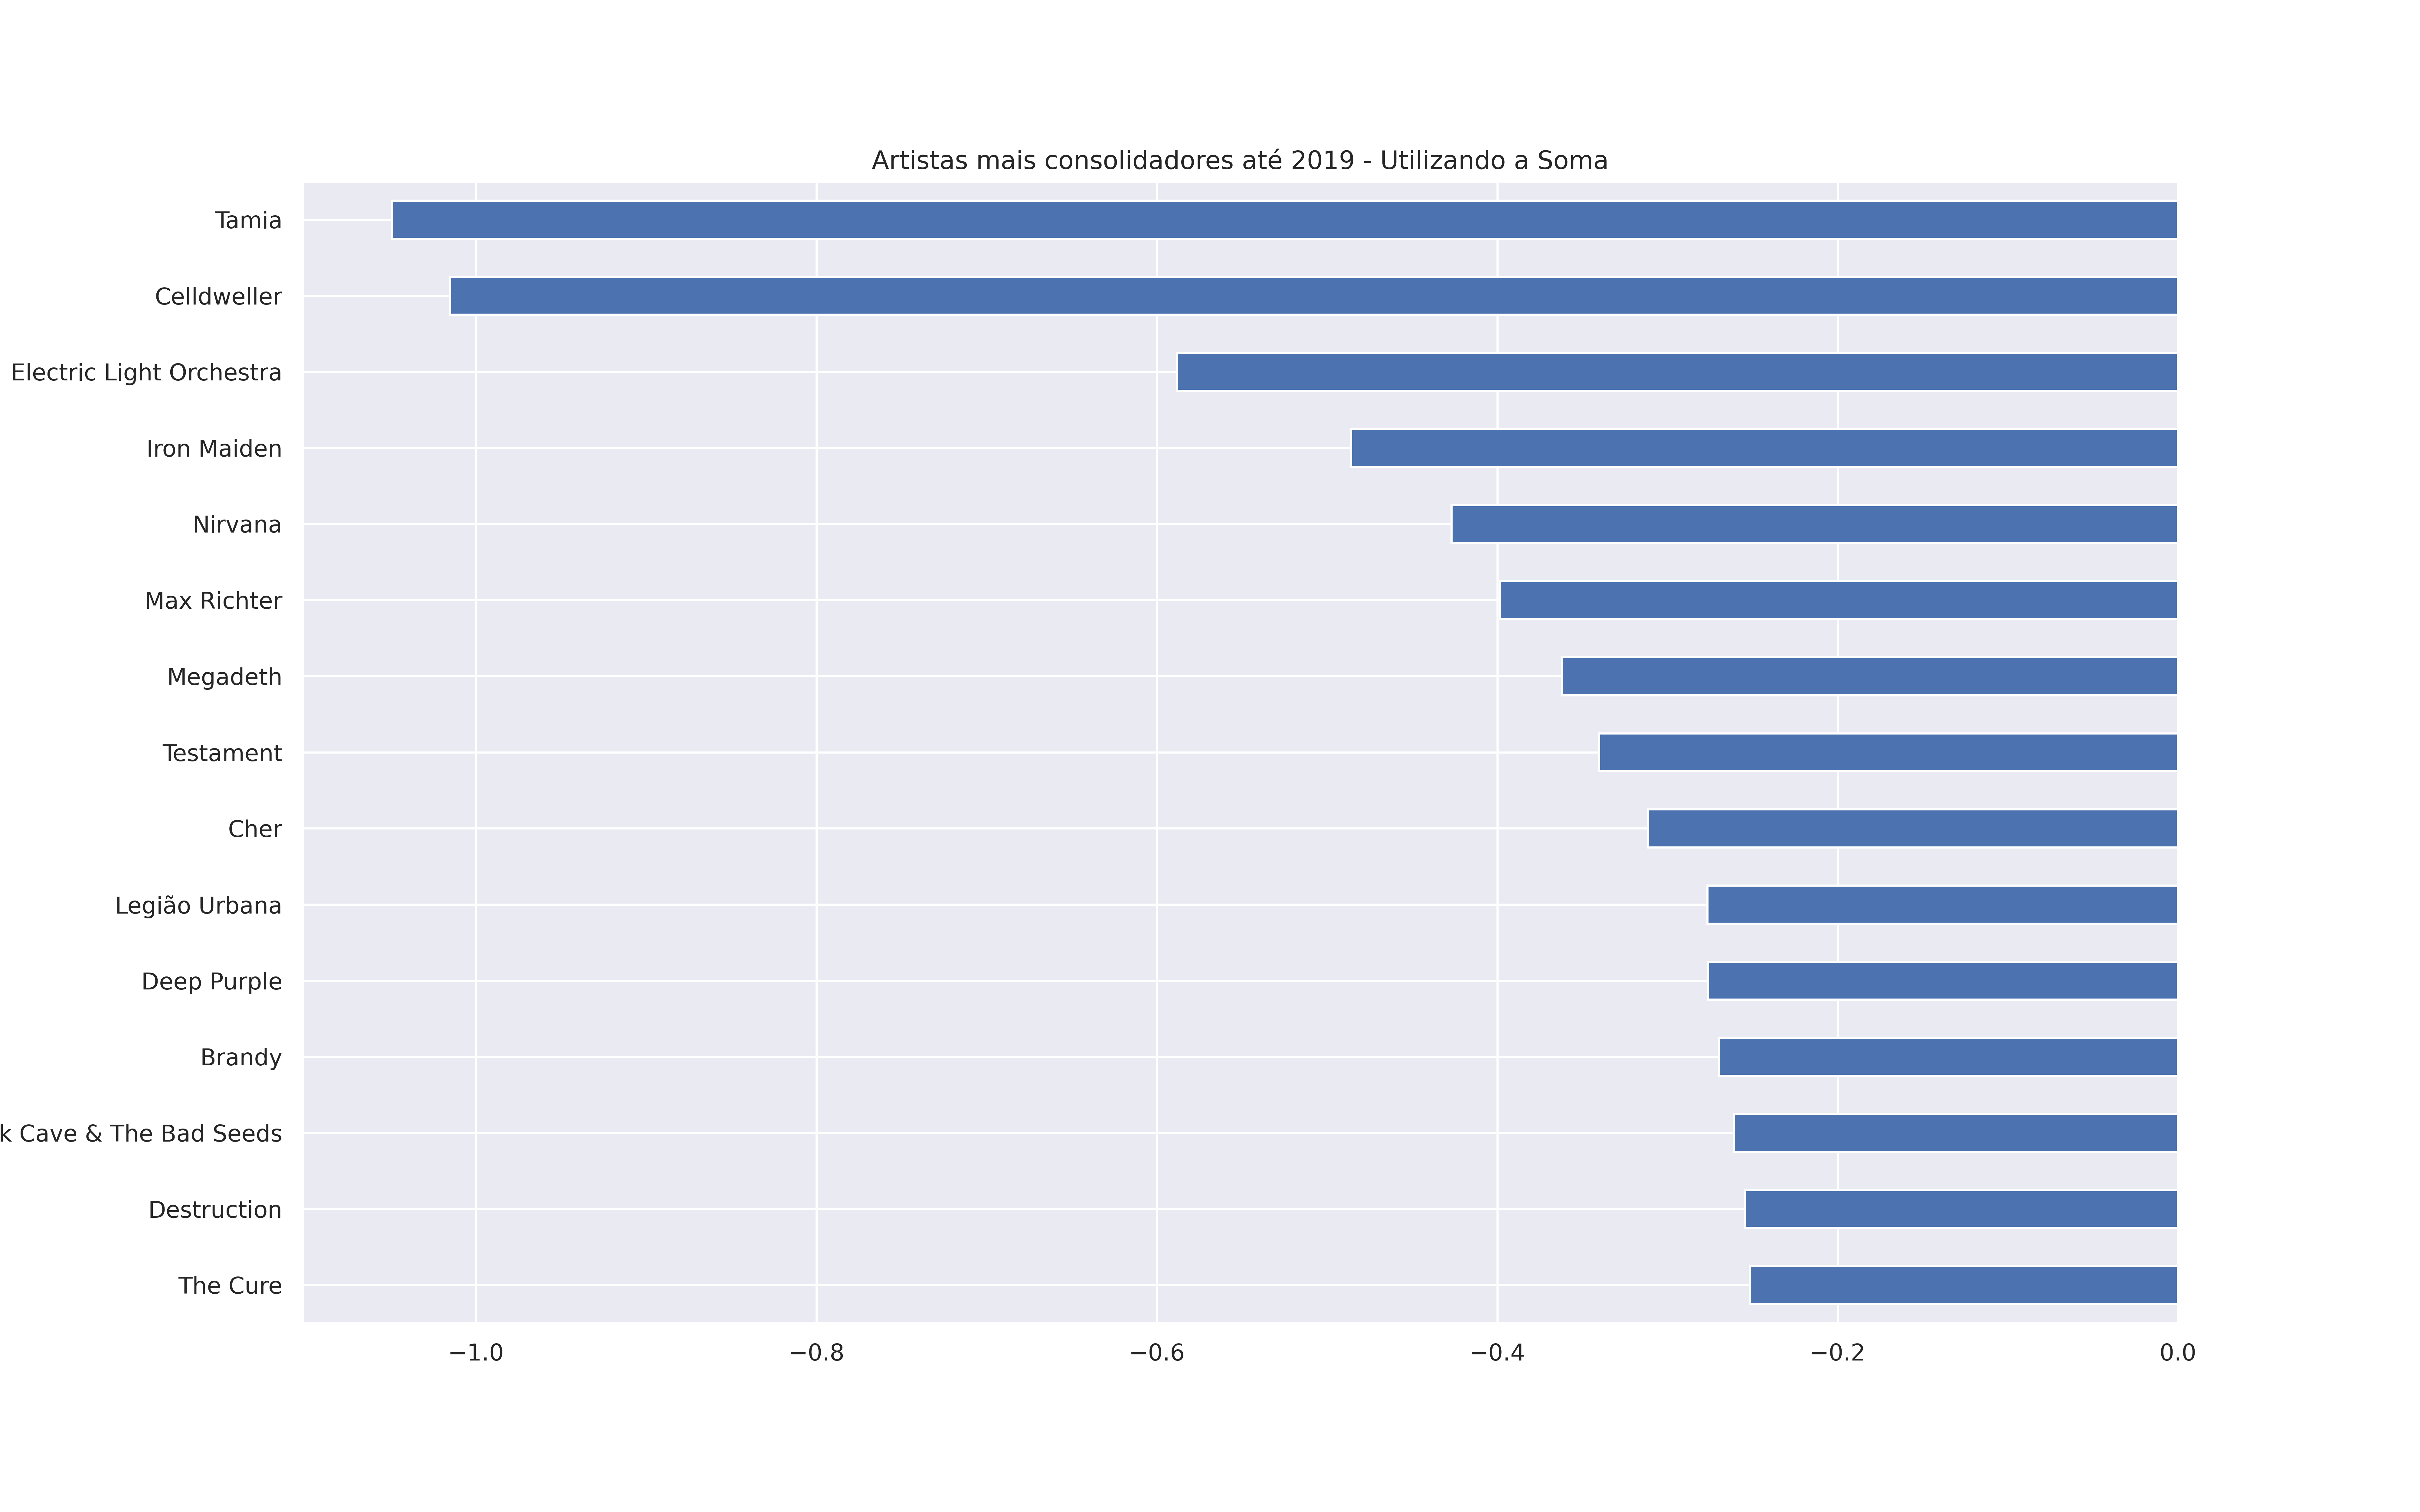 Artistas mais consolidadores até 2019 - Utilizando a Soma
Tamia
Celldweller
Electric Light Orchestra
Iron Maiden
Nirvana
Max Richter
Megadeth
Testament
Cher
Legião Urbana
Deep Purple
Brandy
k Cave & The Bad Seeds
Destruction
The Cure
−1.0 −0.8 −0.6 −0.4 −0.2 0.0